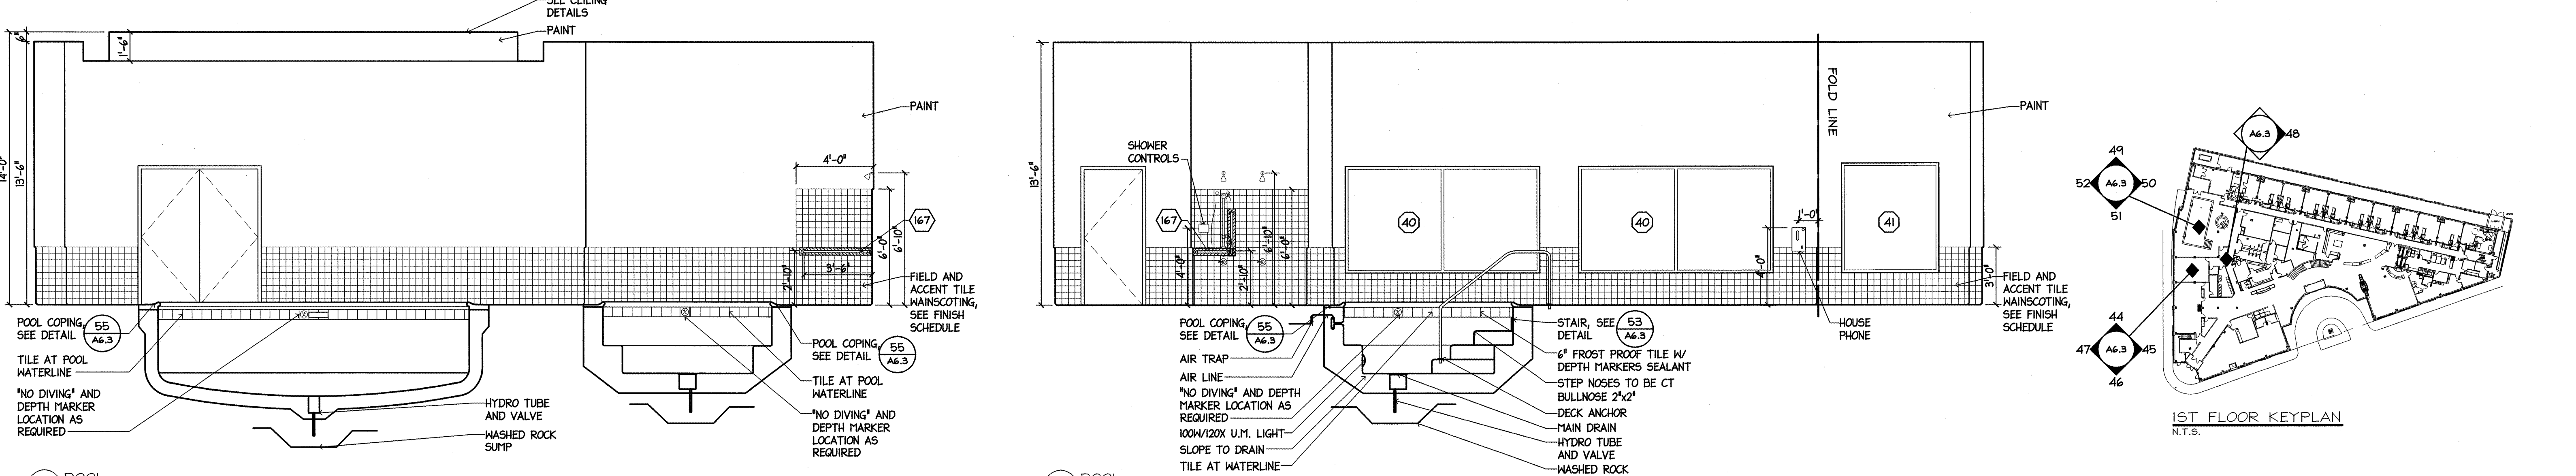 SEE CEILING
DETAILS
PAINT
6"
1'-6"
14'-0"
13'-6"
PAINT
4'-0"
167
6'-0"
6'-10"
3'-6"
2'-10"
FIELD AND
ACCENT TILE
WAINSCOTING,
SEE FINISH
SCHEDULE
POOL COPING,
SEE DETAIL
55
A6.3
TILE AT POOL
WATERLINE
"NO DIVING" AND
DEPTH MARKER
LOCATION AS
REQUIRED
HYDRO TUBE
AND VALVE
WASHED ROCK
SUMP
POOL COPING,
SEE DETAIL
55
A6.3
TILE AT POOL
WATERLINE
"NO DIVING" AND
DEPTH MARKER
LOCATION AS
REQUIRED
POOL
13'-6"
SHOWER
CONTROLS
167
4'-0"
2'-10"
6'-10"
6'-0"
40
40
4'-0"
1'-0"
FOLD LINE
41
PAINT
3'-0"
FIELD AND
ACCENT TILE
WAINSCOTING,
SEE FINISH
SCHEDULE
HOUSE
PHONE
POOL COPING,
SEE DETAIL
55
A6.3
AIR TRAP
AIR LINE
"NO DIVING" AND DEPTH
MARKER LOCATION AS
REQUIRED
100W/120X U.M. LIGHT
SLOPE TO DRAIN
TILE AT WATERLINE
STAIR, SEE
DETAIL
53
A6.3
6" FROST PROOF TILE W/
DEPTH MARKERS SEALANT
STEP NOSES TO BE CT
BULLNOSE 2"x2"
DECK ANCHOR
MAIN DRAIN
HYDRO TUBE
AND VALVE
WASHED ROCK
POOL
A6.3
48
49
52
A6.3
50
51
44
47
A6.3
45
46
1ST FLOOR KEYPLAN
N.T.S.